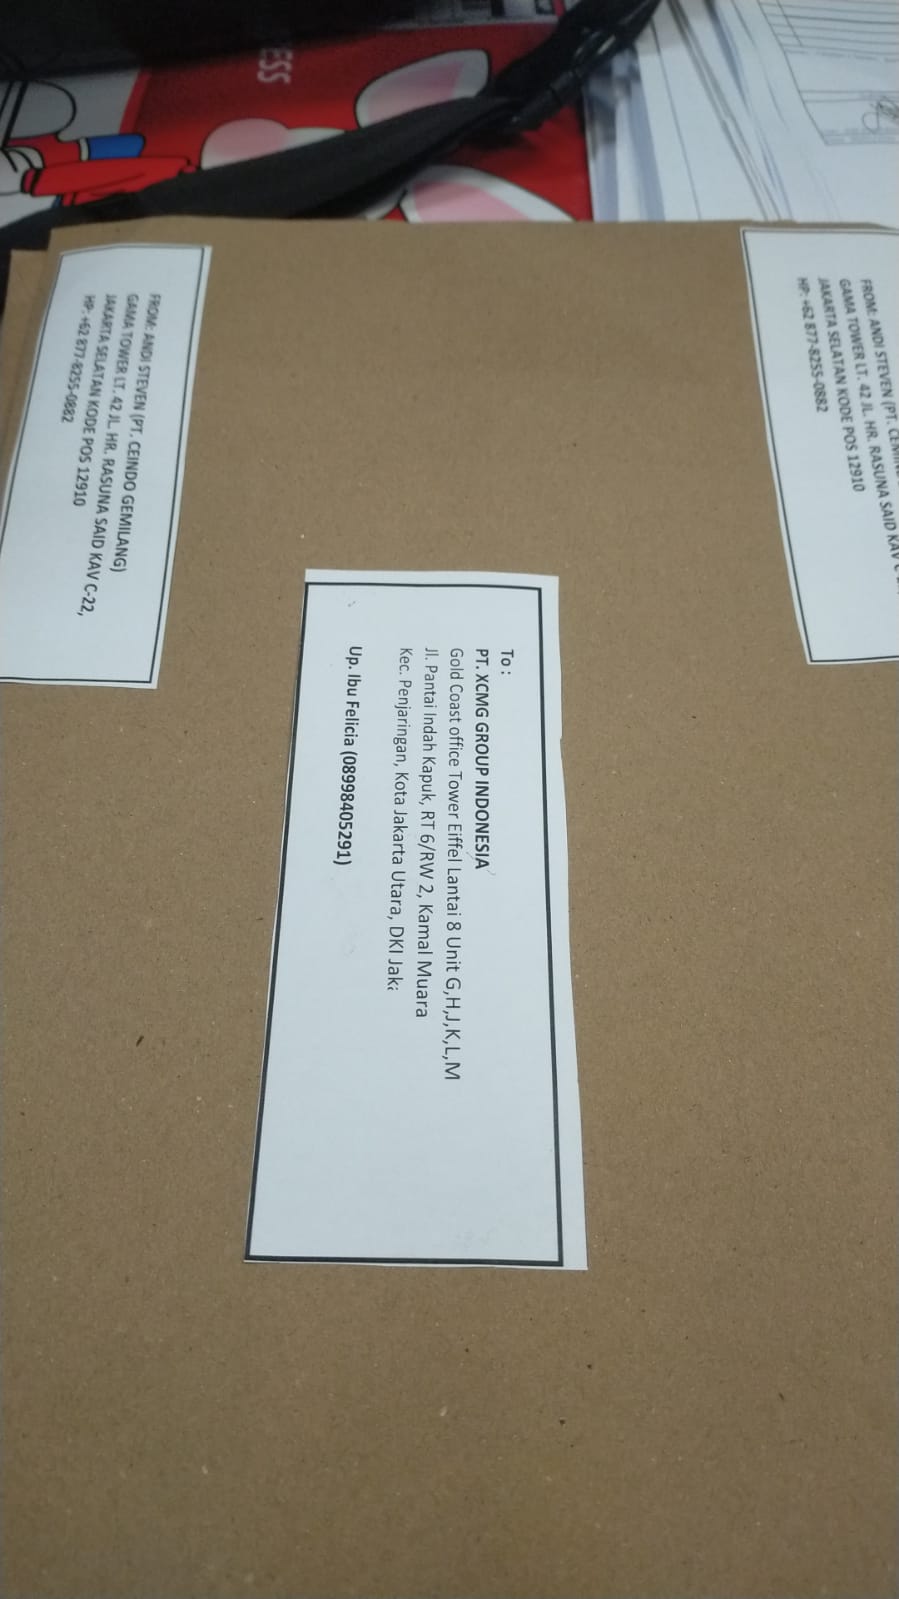 ESS
FROM: ANDI STEVEN (PT. CEINDO GEMILANG)
GAMA TOWER LT. 42 JL. HR. RASUNA SAID KAV C-22,
JAKARTA SELATAN KODE POS 12910
HP: +62 877-8255-0882
FROM: ANDI STEVEN (PT.
GAMA TOWER LT. 42 JL. HR. RASUNA SAID KAV
JAKARTA SELATAN KODE POS 12910
HP: +62 877-8255-0882
To :
PT. XCMG GROUP INDONESIA
Gold Coast office Tower Eiffel Lantai 8 Unit G,H,J,K,L,M
Jl. Pantai Indah Kapuk, RT 6/RW 2, Kamal Muara
Kec. Penjaringan, Kota Jakarta Utara, DKI Jak
Up. Ibu Felicia (08998405291)